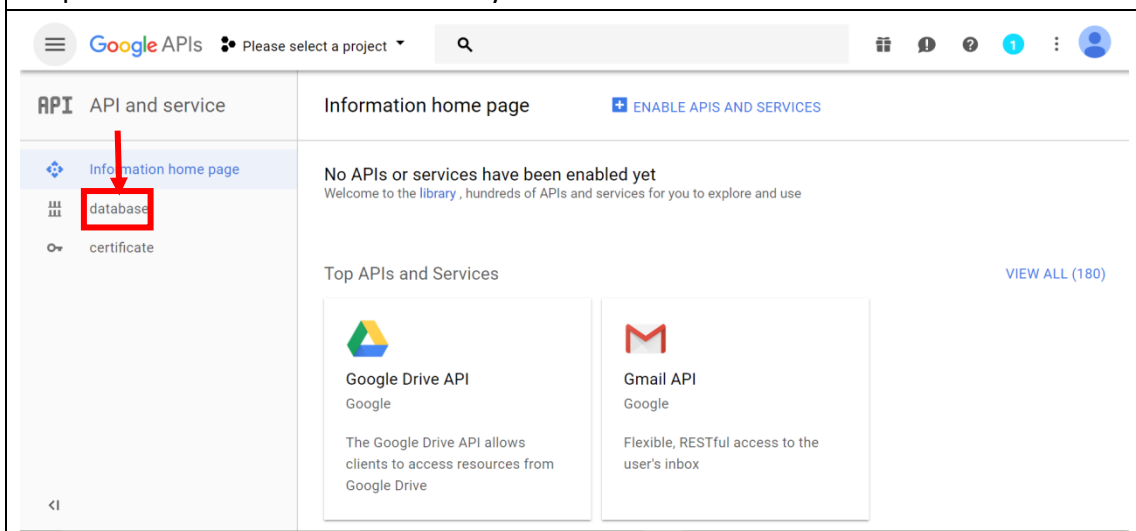 Google APIs Please select a project 1
API API and service
Information home page ENABLE APIS AND SERVICES
Information home page
database
certificate
No APIs or services have been enabled yet
Welcome to the library , hundreds of APIs and services for you to explore and use
Top APIs and Services VIEW ALL (180)
Google Drive API
Google
The Google Drive API allows
clients to access resources from
Google Drive
Gmail API
Google
Flexible, RESTful access to the
user's inbox